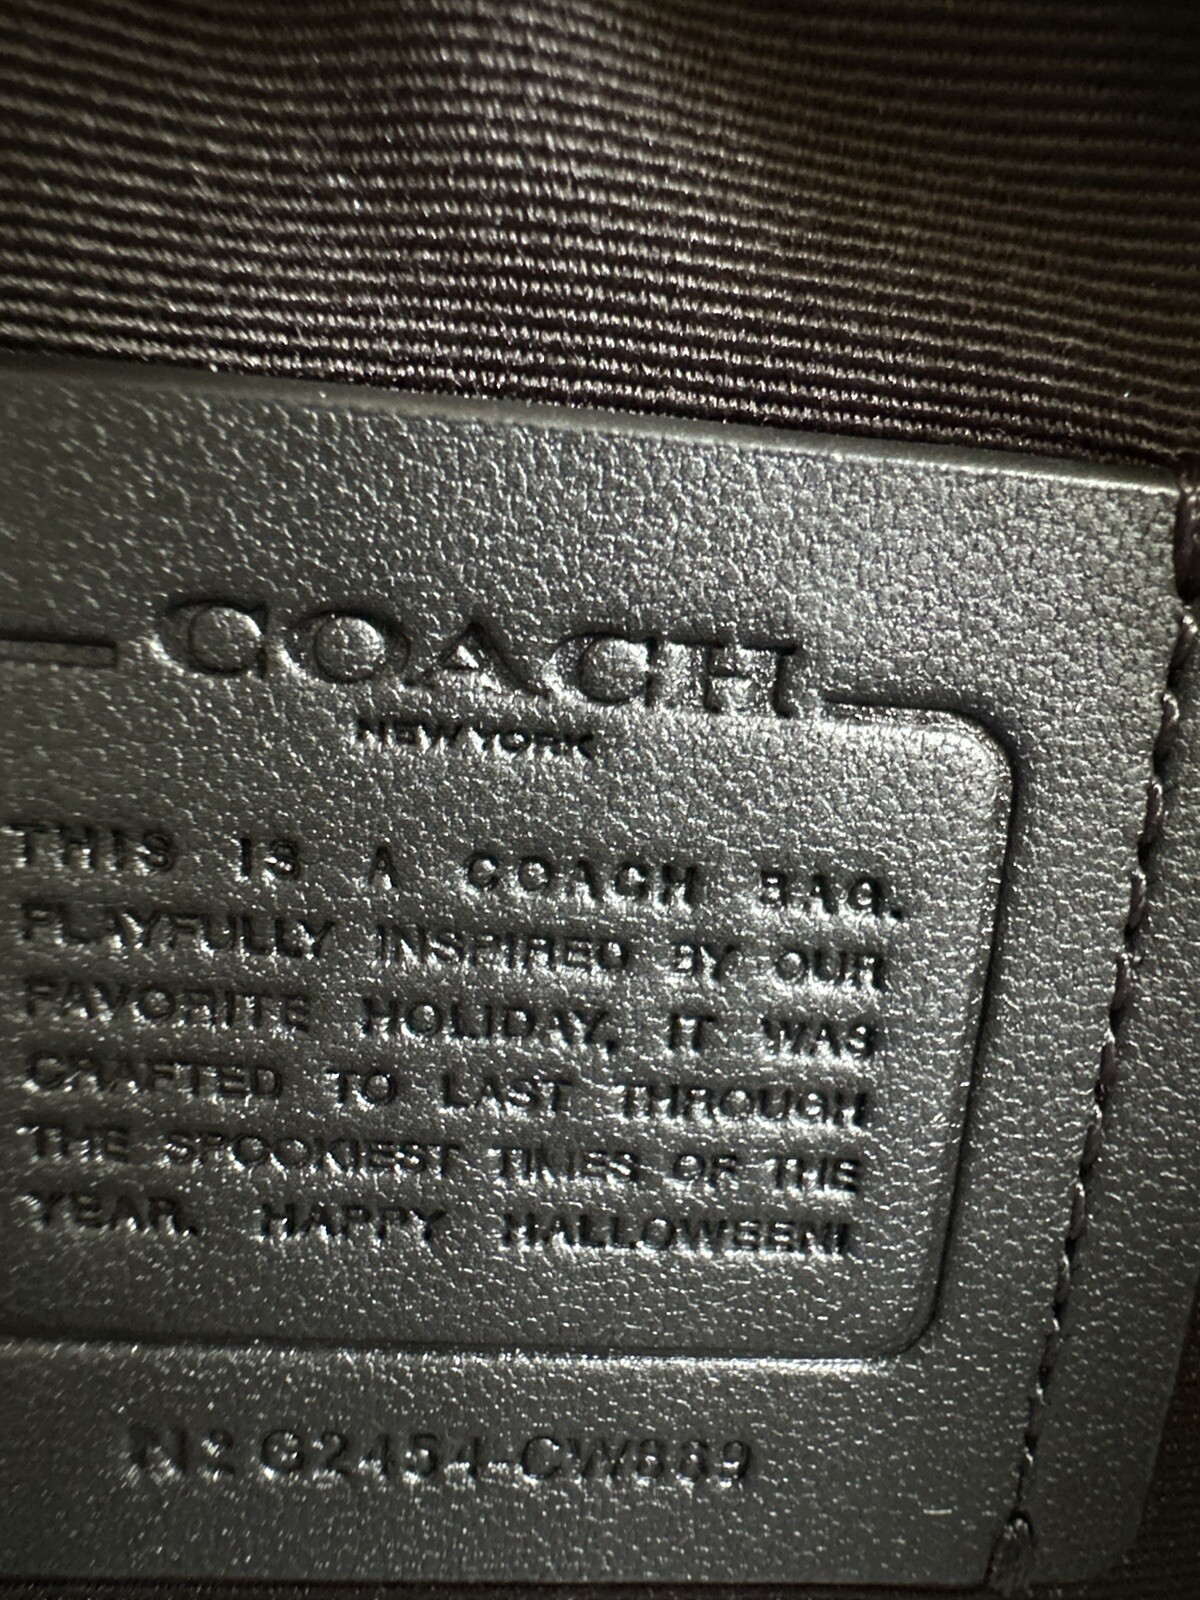 COACH
NEW YORK
THIS IS A COACH BAG.
PLAYFULLY INSPIRED BY OUR
FAVORITE HOLIDAY, IT WAS
CRAFTED TO LAST THROUGH
THE SPOOKIEST TIMES OF THE
YEAR. HAPPY HALLOWEEN!
Nº G2454-CW889